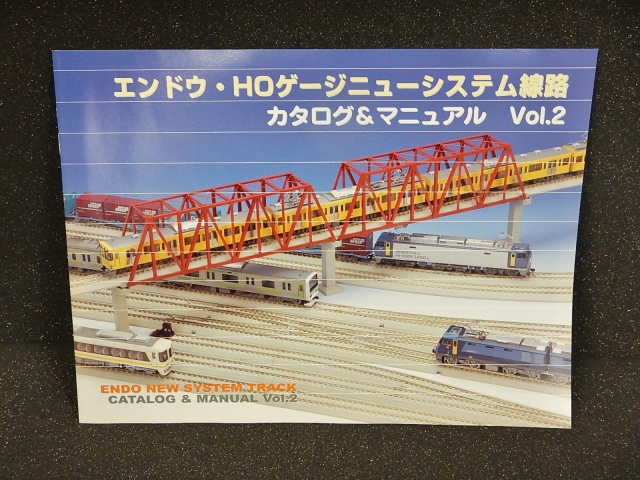 エンドウ・HOゲージニューシステム線路
カタログ&マニュアル Vol.2
ENDO NEW SYSTEM TRACK
CATALOG & MANUAL Vol.2